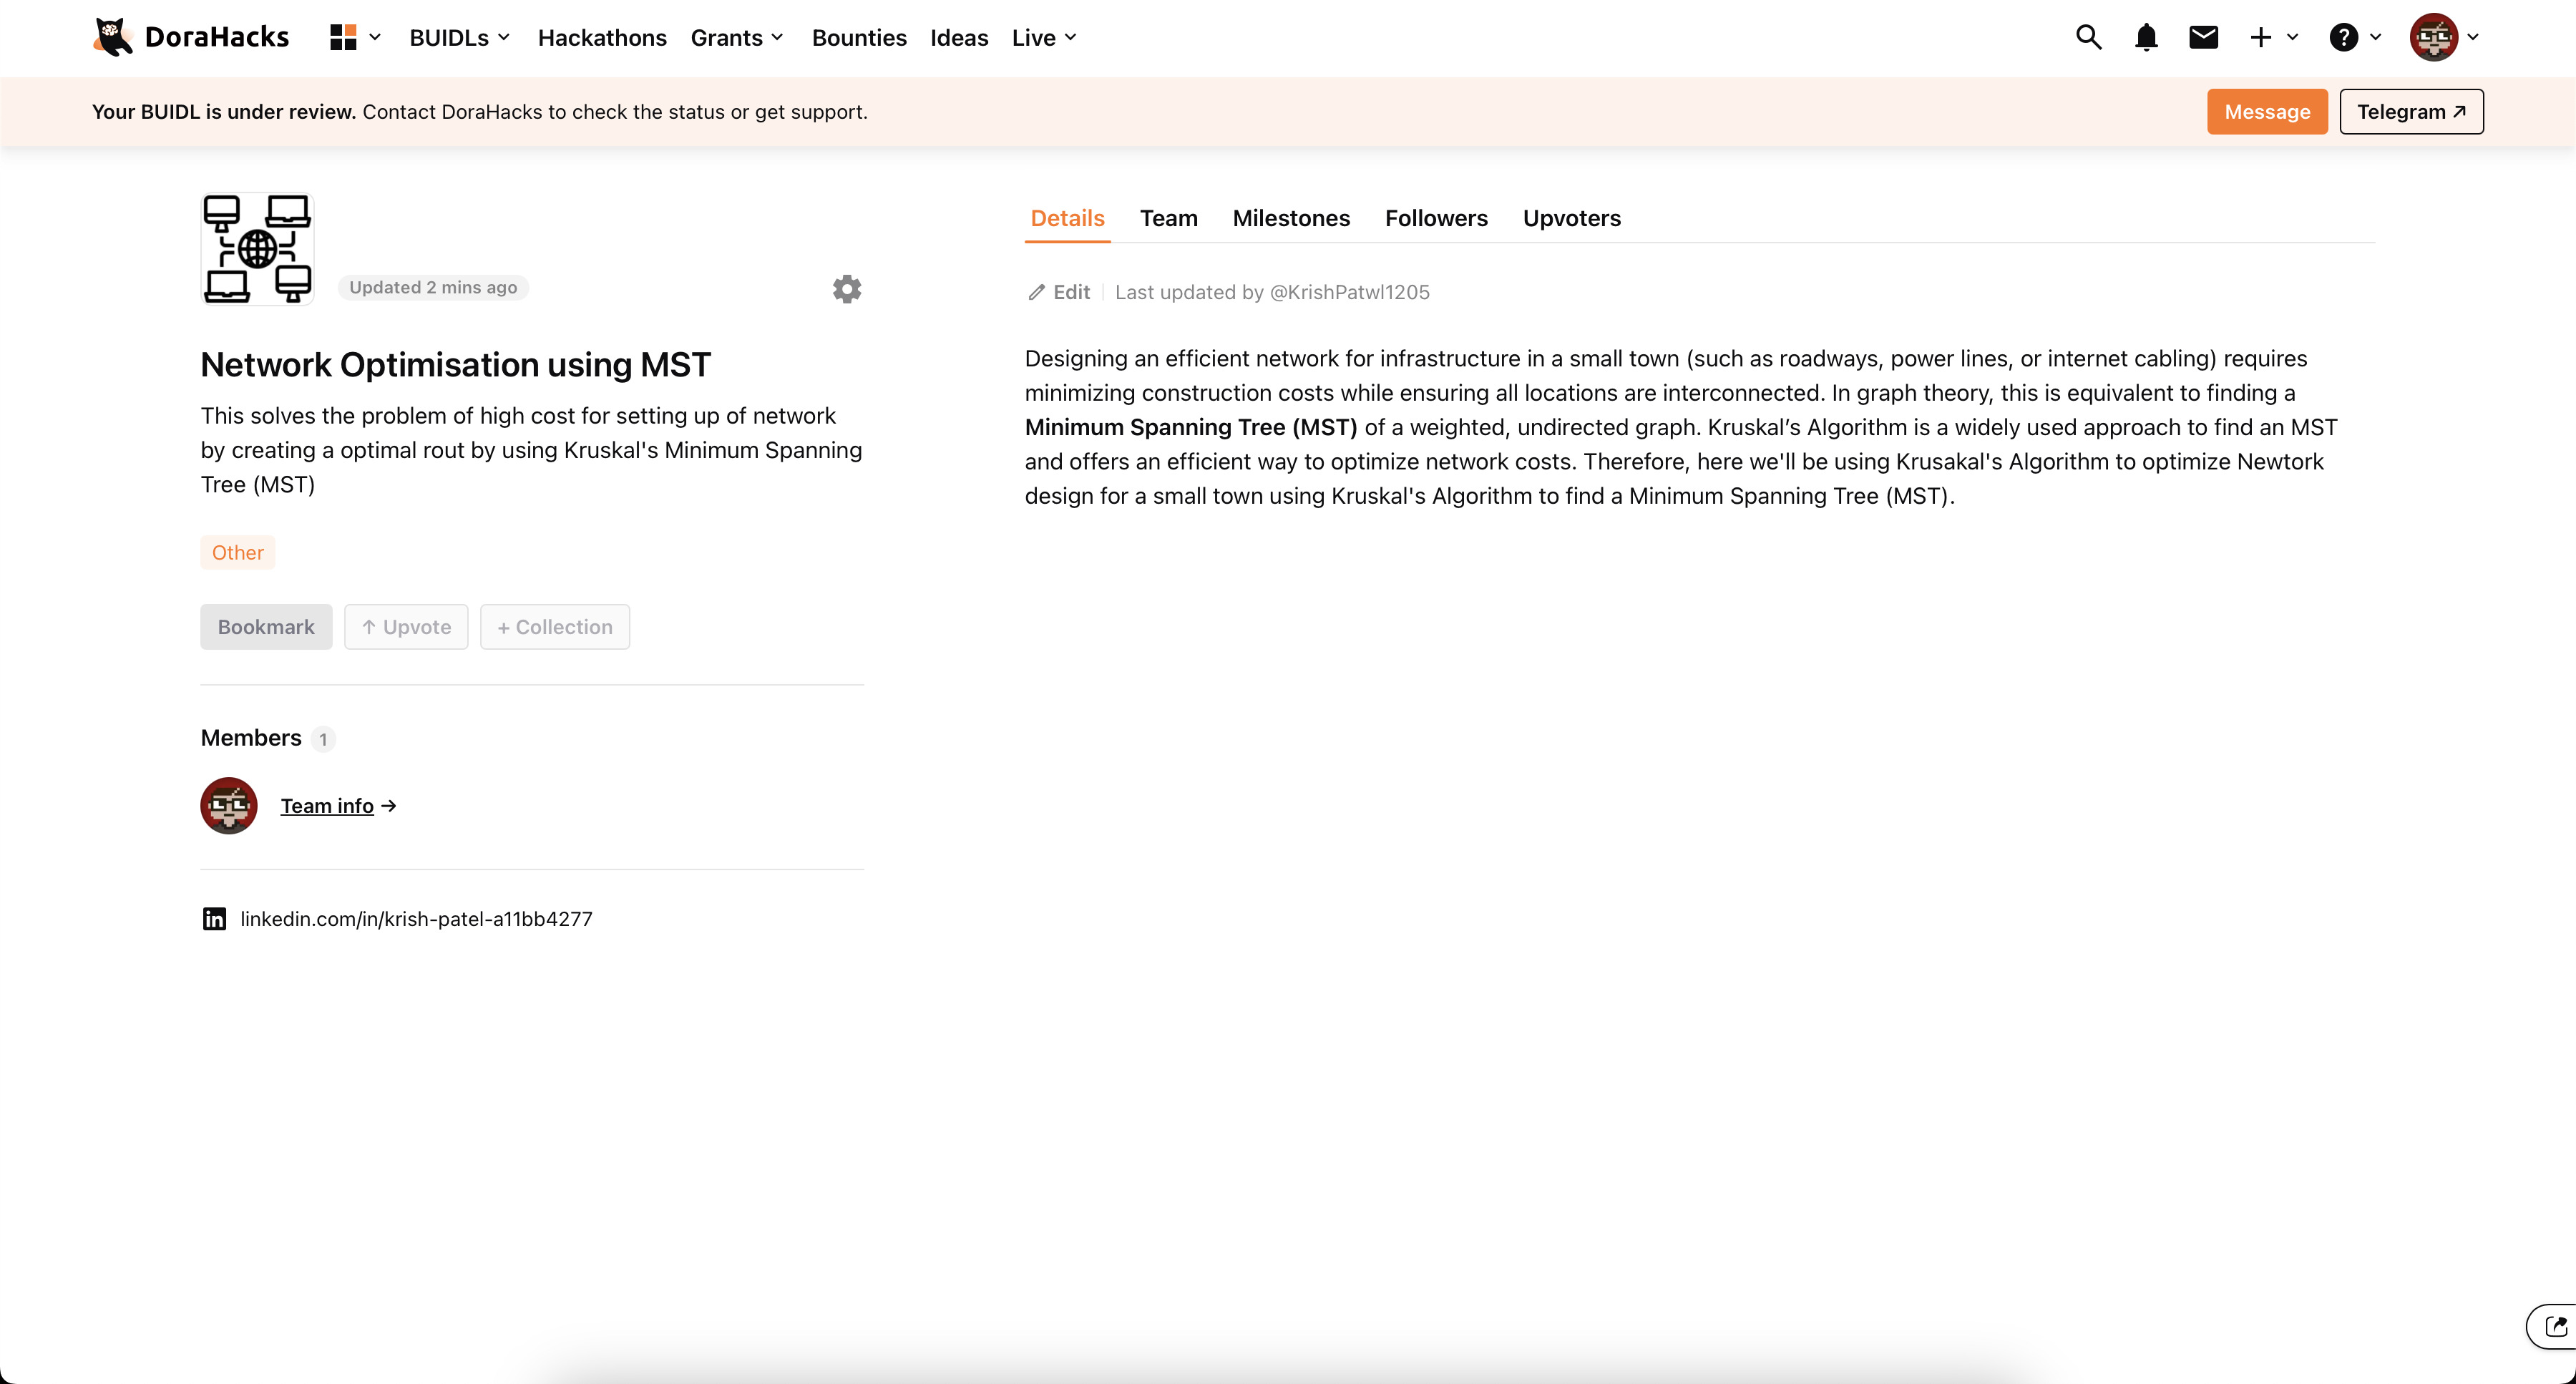 DoraHacks
BUIDLs
Hackathons
Grants
Bounties
Ideas
Live
Your BUIDL is under review. Contact DoraHacks to check the status or get support.
Message
Telegram
Updated 2 mins ago
Network Optimisation using MST
This solves the problem of high cost for setting up of network
by creating a optimal rout by using Kruskal's Minimum Spanning
Tree (MST)
Other
Bookmark
↑ Upvote
+ Collection
Members 1
Team info →
linkedin.com/in/krish-patel-a11bb4277
Details
Team
Milestones
Followers
Upvoters
Edit
Last updated by @KrishPatwl1205
Designing an efficient network for infrastructure in a small town (such as roadways, power lines, or internet cabling) requires
minimizing construction costs while ensuring all locations are interconnected. In graph theory, this is equivalent to finding a
Minimum Spanning Tree (MST) of a weighted, undirected graph. Kruskal’s Algorithm is a widely used approach to find an MST
and offers an efficient way to optimize network costs. Therefore, here we'll be using Krusakal's Algorithm to optimize Newtork
design for a small town using Kruskal's Algorithm to find a Minimum Spanning Tree (MST).